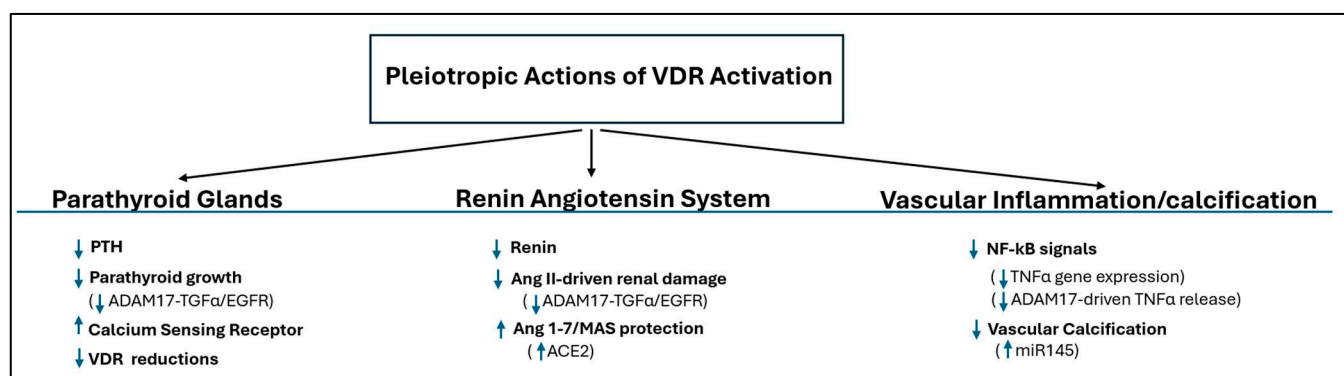 Pleiotropic Actions of VDR Activation
Parathyroid Glands
↓ PTH
↓ Parathyroid growth
(↓ ADAM17-TGFα/EGFR)
↑ Calcium Sensing Receptor
↓ VDR reductions
Renin Angiotensin System
↓ Renin
↓ Ang II-driven renal damage
(↓ ADAM17-TGFα/EGFR)
↑ Ang 1-7/MAS protection
(↑ACE2)
Vascular Inflammation/calcification
↓ NF-kB signals
(↓TNFα gene expression)
(↓ADAM17-driven TNFα release)
↓ Vascular Calcification
(↑miR145)